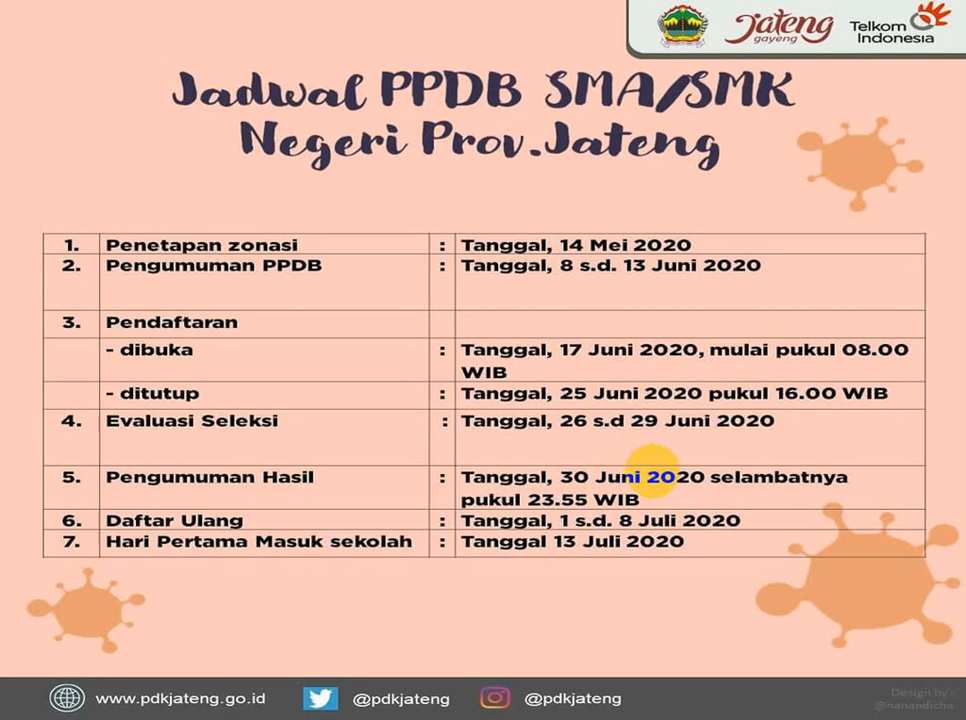 Jateng
gayeng
Telkom
Indonesia
Jadwal PPDB SMA/SMK
Negeri Prov.Jateng
1. Penetapan zonasi : Tanggal, 14 Mei 2020
2. Pengumuman PPDB : Tanggal, 8 s.d. 13 Juni 2020
3. Pendaftaran
- dibuka : Tanggal, 17 Juni 2020, mulai pukul 08.00
WIB
- ditutup : Tanggal, 25 Juni 2020 pukul 16.00 WIB
4. Evaluasi Seleksi : Tanggal, 26 s.d 29 Juni 2020
5. Pengumuman Hasil : Tanggal, 30 Juni 2020 selambatnya
pukul 23.55 WIB
6. Daftar Ulang : Tanggal, 1 s.d. 8 Juli 2020
7. Hari Pertama Masuk sekolah : Tanggal 13 Juli 2020
www.pdkjateng.go.id @pdkjateng @pdkjateng
Design by :
@nanandicha